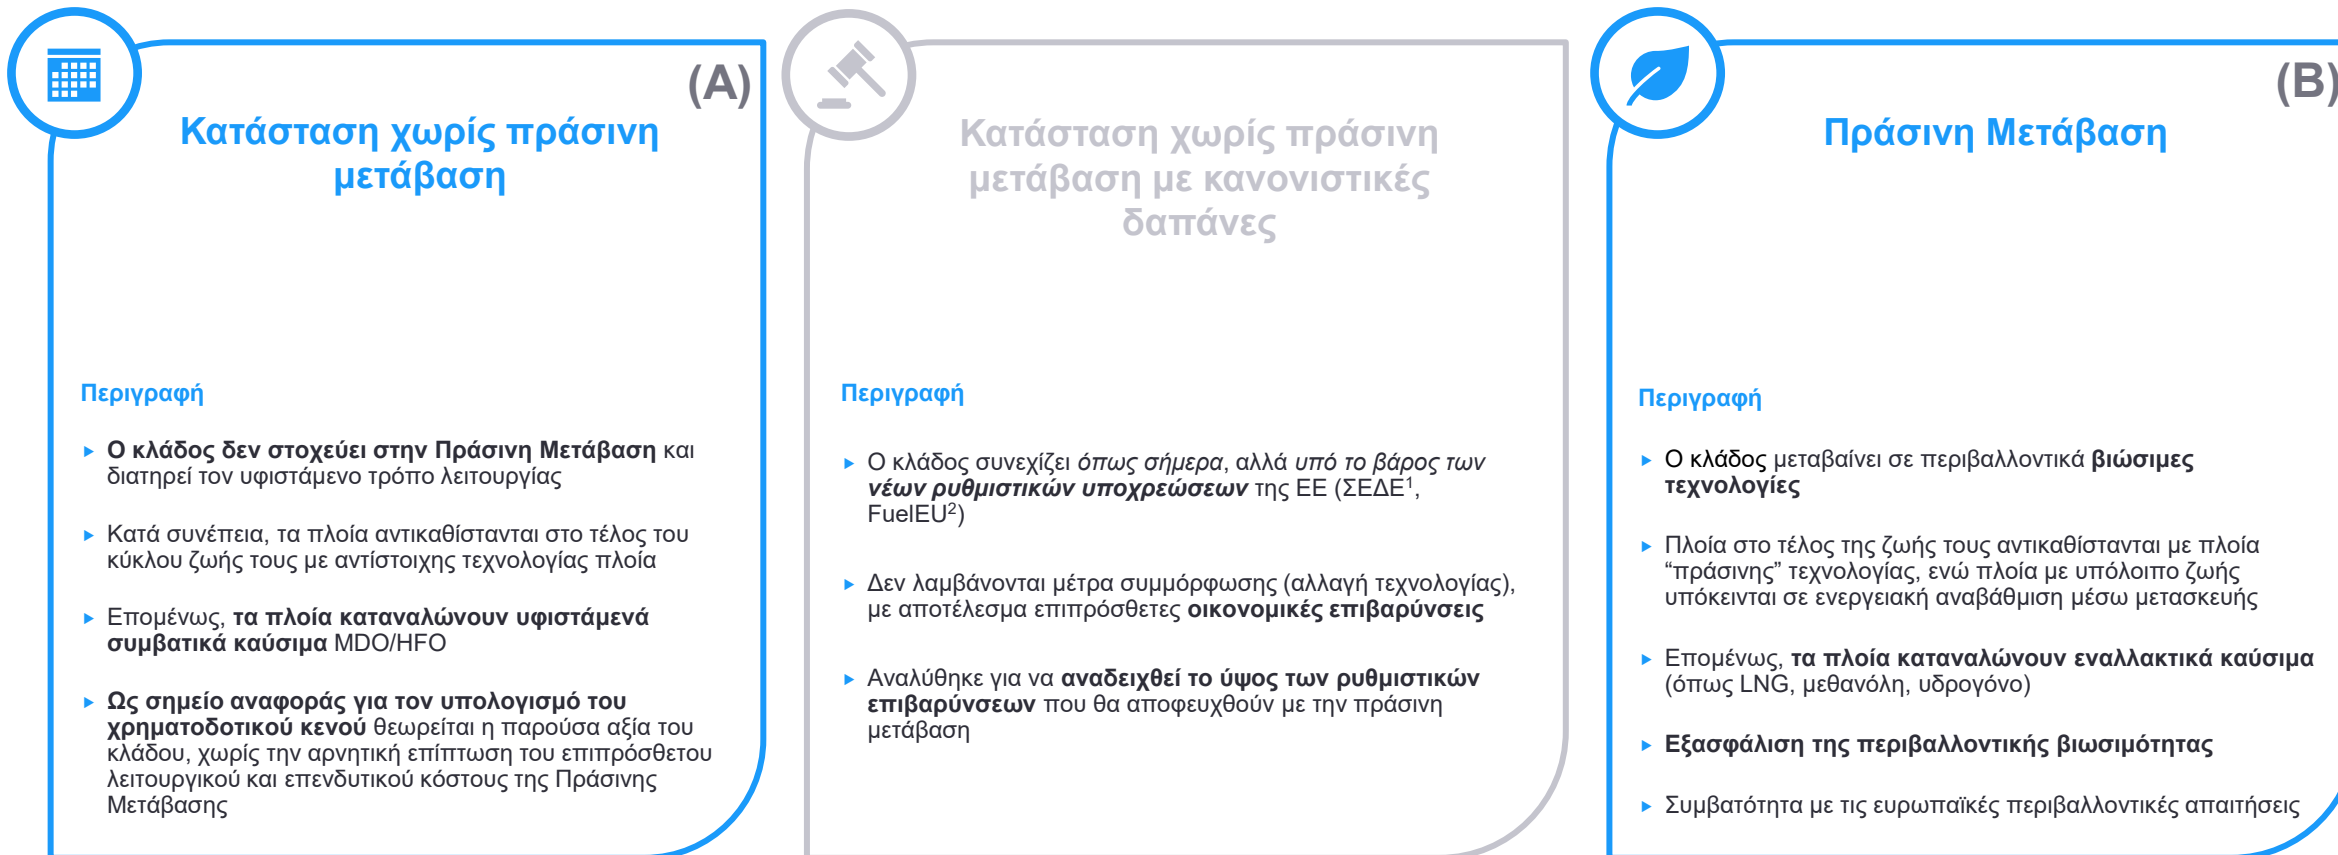 (A)
Κατάσταση χωρίς πράσινη
μετάβαση
Περιγραφή
Ο κλάδος δεν στοχεύει στην Πράσινη Μετάβαση και
διατηρεί τον υφιστάμενο τρόπο λειτουργίας
Κατά συνέπεια, τα πλοία αντικαθίστανται στο τέλος του
κύκλου ζωής τους με αντίστοιχης τεχνολογίας πλοία
Επομένως, τα πλοία καταναλώνουν υφιστάμενά
συμβατικά καύσιμα MDO/HFO
Ως σημείο αναφοράς για τον υπολογισμό του
χρηματοδοτικού κενού θεωρείται η παρούσα αξία του
κλάδου, χωρίς την αρνητική επίπτωση του επιπρόσθετου
λειτουργικού και επενδυτικού κόστους της Πράσινης
Μετάβασης
Κατάσταση χωρίς πράσινη
μετάβαση με κανονιστικές
δαπάνες
Περιγραφή
Ο κλάδος συνεχίζει όπως σήμερα, αλλά υπό το βάρος των
νέων ρυθμιστικών υποχρεώσεων της ΕΕ (ΣΕΔΕ1,
FuelEU2)
Δεν λαμβάνονται μέτρα συμμόρφωσης (αλλαγή τεχνολογίας),
με αποτέλεσμα επιπρόσθετες οικονομικές επιβαρύνσεις
Αναλύθηκε για να αναδειχθεί το ύψος των ρυθμιστικών
επιβαρύνσεων που θα αποφευχθούν με την πράσινη
μετάβαση
(B)
Πράσινη Μετάβαση
Περιγραφή
Ο κλάδος μεταβαίνει σε περιβαλλοντικά βιώσιμες
τεχνολογίες
Πλοία στο τέλος της ζωής τους αντικαθίστανται με πλοία
“πράσινης” τεχνολογίας, ενώ πλοία με υπόλοιπο ζωής
υπόκεινται σε ενεργειακή αναβάθμιση μέσω μετασκευής
Επομένως, τα πλοία καταναλώνουν εναλλακτικά καύσιμα
(όπως LNG, μεθανόλη, υδρογόνο)
Εξασφάλιση της περιβαλλοντικής βιωσιμότητας
Συμβατότητα με τις ευρωπαϊκές περιβαλλοντικές απαιτήσεις